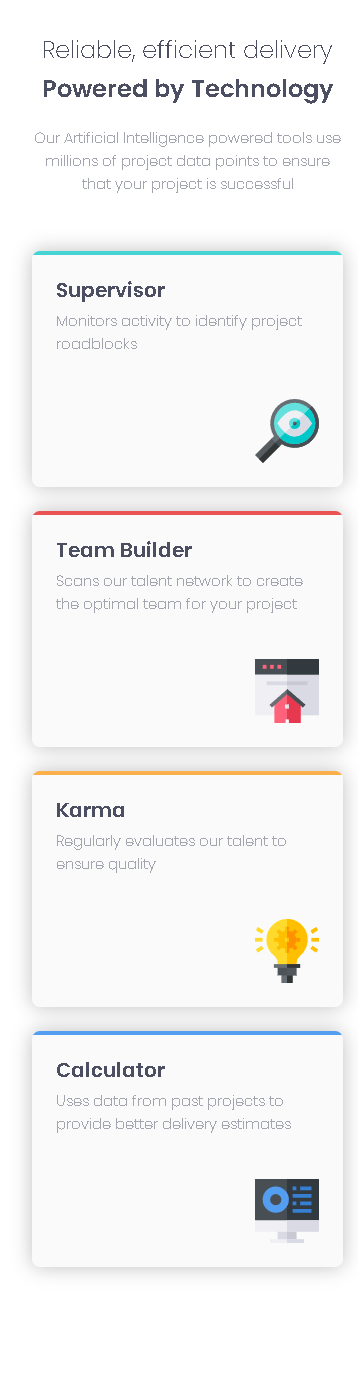 Reliable, efficient delivery
Powered by Technology
Our Artificial Intelligence powered tools use
millions of project data points to ensure
that your project is successful
Supervisor
Monitors activity to identify project
roadblocks
Team Builder
Scans our talent network to create
the optimal team for your project
Karma
Regularly evaluates our talent to
ensure quality
Calculator
Uses data from past projects to
provide better delivery estimates